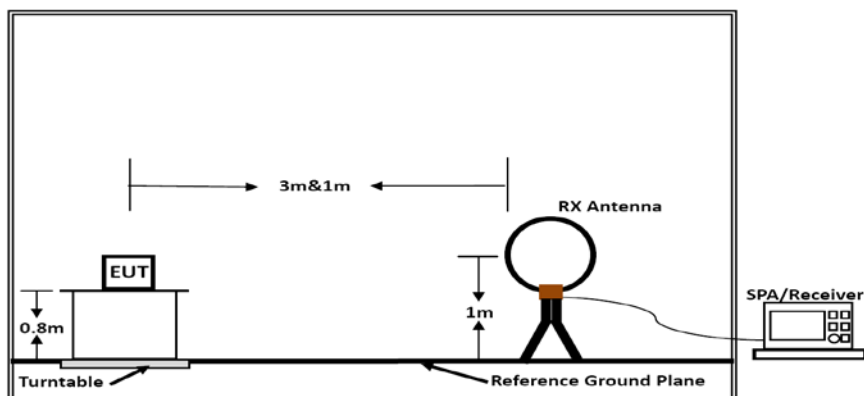 3m&1m
RX Antenna
EUT
SPA/Receiver
0.8m
1m
Turntable
Reference Ground Plane